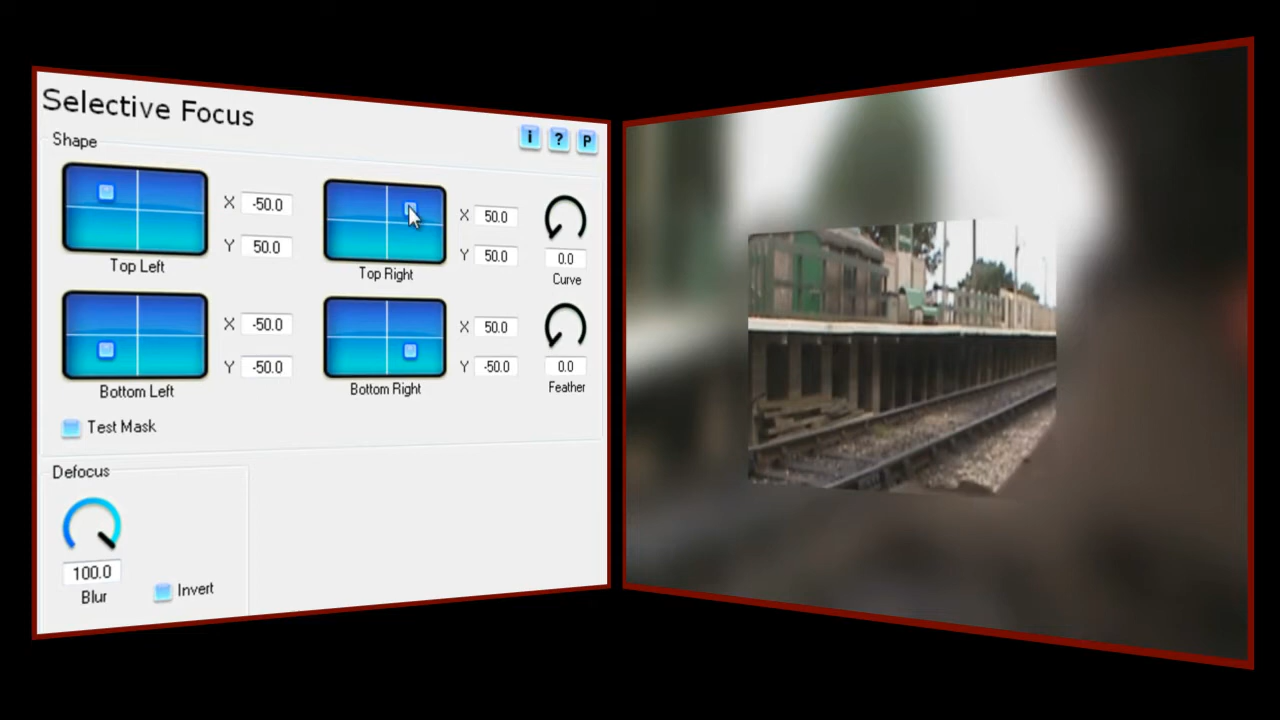 Selective Focus
i ? P
Shape
X -50.0
Y 50.0
Top Left
X 50.0
Y 50.0
Top Right
0.0
Curve
X -50.0
Y -50.0
Bottom Left
X 50.0
Y -50.0
Bottom Right
0.0
Feather
Test Mask
Defocus
100.0
Blur
Invert